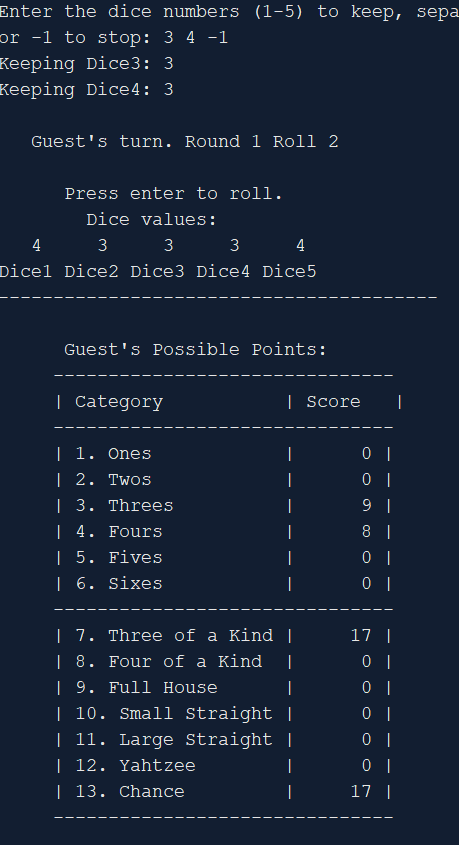 Enter the dice numbers (1-5) to keep, sepa
or -1 to stop: 3 4 -1
Keeping Dice3: 3
Keeping Dice4: 3
Guest's turn. Round 1 Roll 2
Press enter to roll.
Dice values:
4 3 3 3 4
Dice1 Dice2 Dice3 Dice4 Dice5
----------------------------------------
Guest's Possible Points:
-------------------------------
| Category | Score |
-------------------------------
| 1. Ones | 0 |
| 2. Twos | 0 |
| 3. Threes | 9 |
| 4. Fours | 8 |
| 5. Fives | 0 |
| 6. Sixes | 0 |
-------------------------------
| 7. Three of a Kind | 17 |
| 8. Four of a Kind | 0 |
| 9. Full House | 0 |
| 10. Small Straight | 0 |
| 11. Large Straight | 0 |
| 12. Yahtzee | 0 |
| 13. Chance | 17 |
-------------------------------